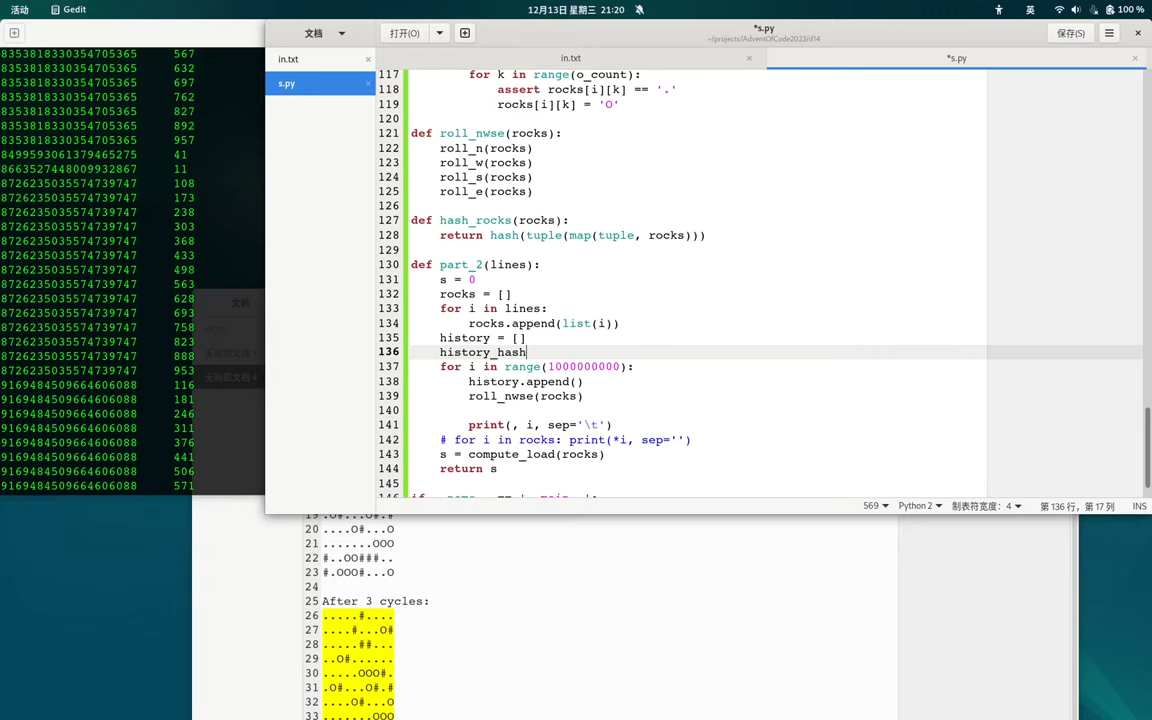 活动 Gedit 12月13日 星期三 21:20 英 100 %
文档 打开(O) *s.py 保存(S)
~/projects/AdventOfCode2023/d14
in.txt in.txt *s.py
s.py
8353818330354705365 567
8353818330354705365 632
8353818330354705365 697
8353818330354705365 762
8353818330354705365 827
8353818330354705365 892
8353818330354705365 957
8499593061379465275 41
8663527448009932867 11
8726235035574739747 108
8726235035574739747 173
8726235035574739747 238
8726235035574739747 303
8726235035574739747 368
8726235035574739747 433
8726235035574739747 498
8726235035574739747 563
8726235035574739747 628
8726235035574739747 693
8726235035574739747 758
8726235035574739747 823
8726235035574739747 888
8726235035574739747 953
9169484509664606088 116
9169484509664606088 181
9169484509664606088 246
9169484509664606088 311
9169484509664606088 376
9169484509664606088 441
9169484509664606088 506
9169484509664606088 571
文档
117 for k in range(o_count):
118 assert rocks[i][k] == '.'
119 rocks[i][k] = 'O'
120
121 def roll_nwse(rocks):
122 roll_n(rocks)
123 roll_w(rocks)
124 roll_s(rocks)
125 roll_e(rocks)
126
127 def hash_rocks(rocks):
128 return hash(tuple(map(tuple, rocks)))
129
130 def part_2(lines):
131 s = 0
132 rocks = []
133 for i in lines:
134 rocks.append(list(i))
135 history = []
136 history_hash
137 for i in range(1000000000):
138 history.append()
139 roll_nwse(rocks)
140
141 print(, i, sep='\t')
142 # for i in rocks: print(*i, sep='')
143 s = compute_load(rocks)
144 return s
145
569 Python 2 制表符宽度：4 第 136 行，第 17 列 INS
19 .O#...O#.#
20 ....O#...O
21 .......OOO
22 #..OO###..
23 #.OOO#...O
24
25 After 3 cycles:
26 .....#....
27 ....#...O#
28 .....##...
29 ..O#......
30 .....OOO#.
31 .O#...O#.#
32 ....O#...O
33 .......OOO